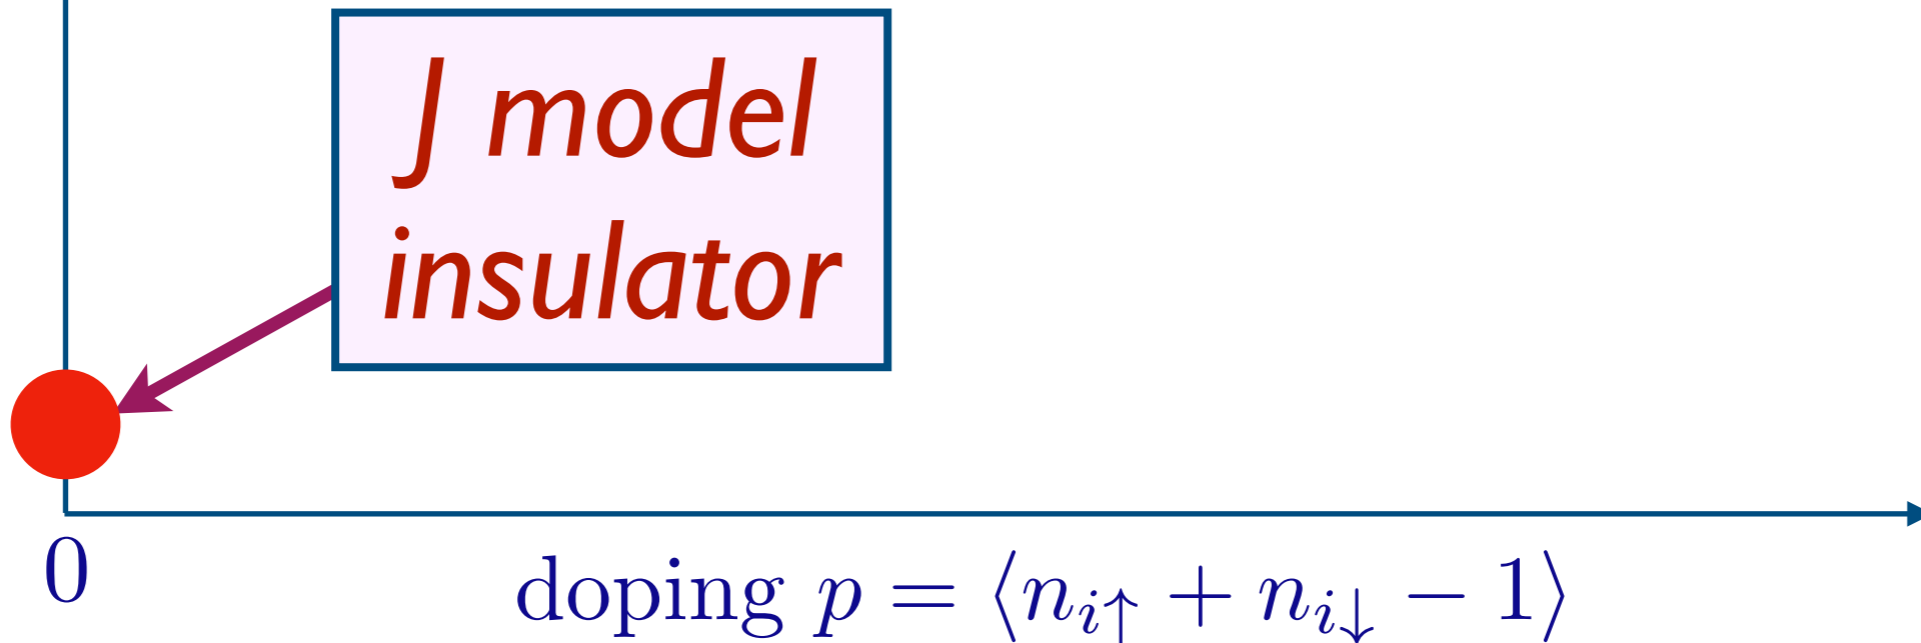 J model
insulator
0
doping p = ⟨n_{i↑} + n_{i↓} − 1⟩